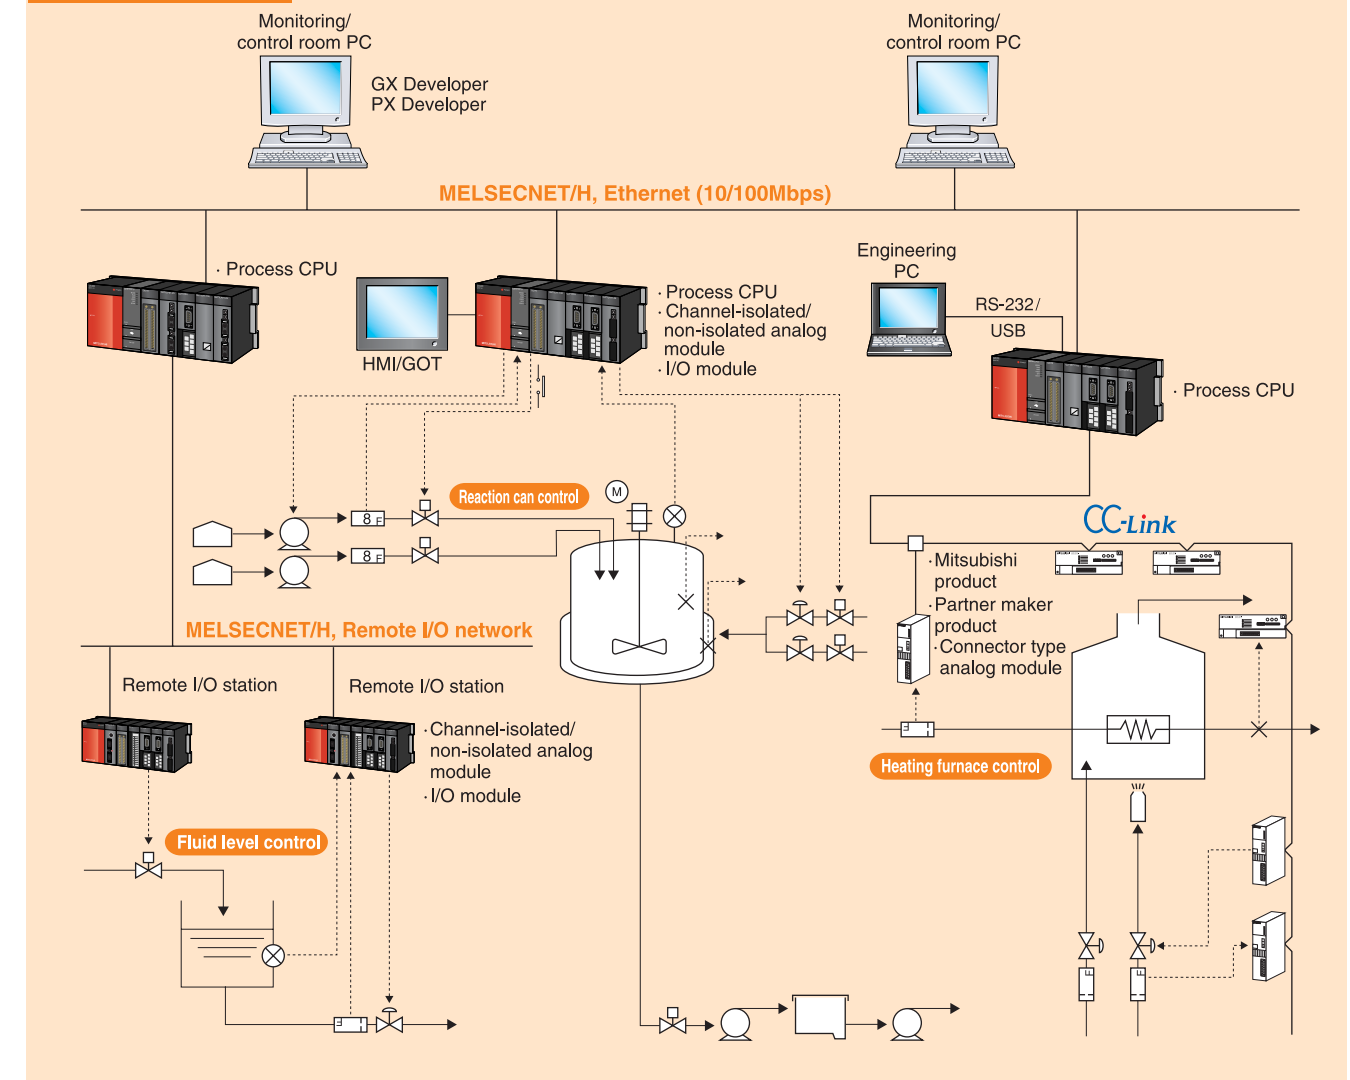 Monitoring/
control room PC
Monitoring/
control room PC
GX Developer
PX Developer
MELSECNET/H, Ethernet (10/100Mbps)
· Process CPU
HMI/GOT
· Process CPU
· Channel-isolated/
non-isolated analog
module
· I/O module
Engineering
PC
RS-232/
USB
· Process CPU
Reaction can control
M
8 F
8 F
CC-Link
· Mitsubishi
product
· Partner maker
product
· Connector type
analog module
MELSECNET/H, Remote I/O network
Remote I/O station
Remote I/O station
· Channel-isolated/
non-isolated analog
module
· I/O module
Heating furnace control
Fluid level control
F
F
F
F